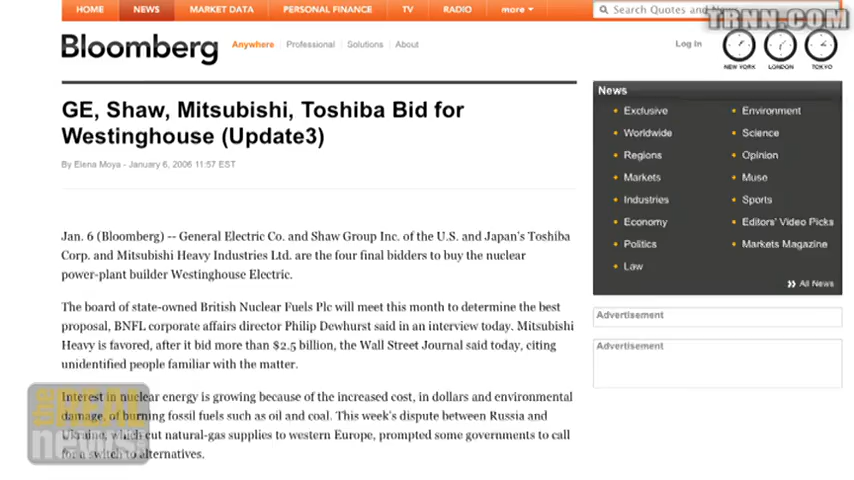 HOME NEWS MARKET DATA PERSONAL FINANCE TV RADIO more Search Quotes and
TRNN.COM
Bloomberg Anywhere Professional Solutions About Log In
NEW YORK LONDON TOKYO
GE, Shaw, Mitsubishi, Toshiba Bid for
Westinghouse (Update3)
By Elena Moya - January 6, 2006 11:57 EST
Jan. 6 (Bloomberg) -- General Electric Co. and Shaw Group Inc. of the U.S. and Japan's Toshiba
Corp. and Mitsubishi Heavy Industries Ltd. are the four final bidders to buy the nuclear
power-plant builder Westinghouse Electric.
The board of state-owned British Nuclear Fuels Plc will meet this month to determine the best
proposal, BNFL corporate affairs director Philip Dewhurst said in an interview today. Mitsubishi
Heavy is favored, after it bid more than $2.5 billion, the Wall Street Journal said today, citing
unidentified people familiar with the matter.
Interest in nuclear energy is growing because of the increased cost, in dollars and environmental
damage, of burning fossil fuels such as oil and coal. This week's dispute between Russia and
Ukraine, which cut natural-gas supplies to western Europe, prompted some governments to call
for a switch to alternatives.
the REAL
news.com
News
Exclusive
Worldwide
Regions
Markets
Industries
Economy
Politics
Law
Environment
Science
Opinion
Muse
Sports
Editors' Video Picks
Markets Magazine
All News
Advertisement
Advertisement